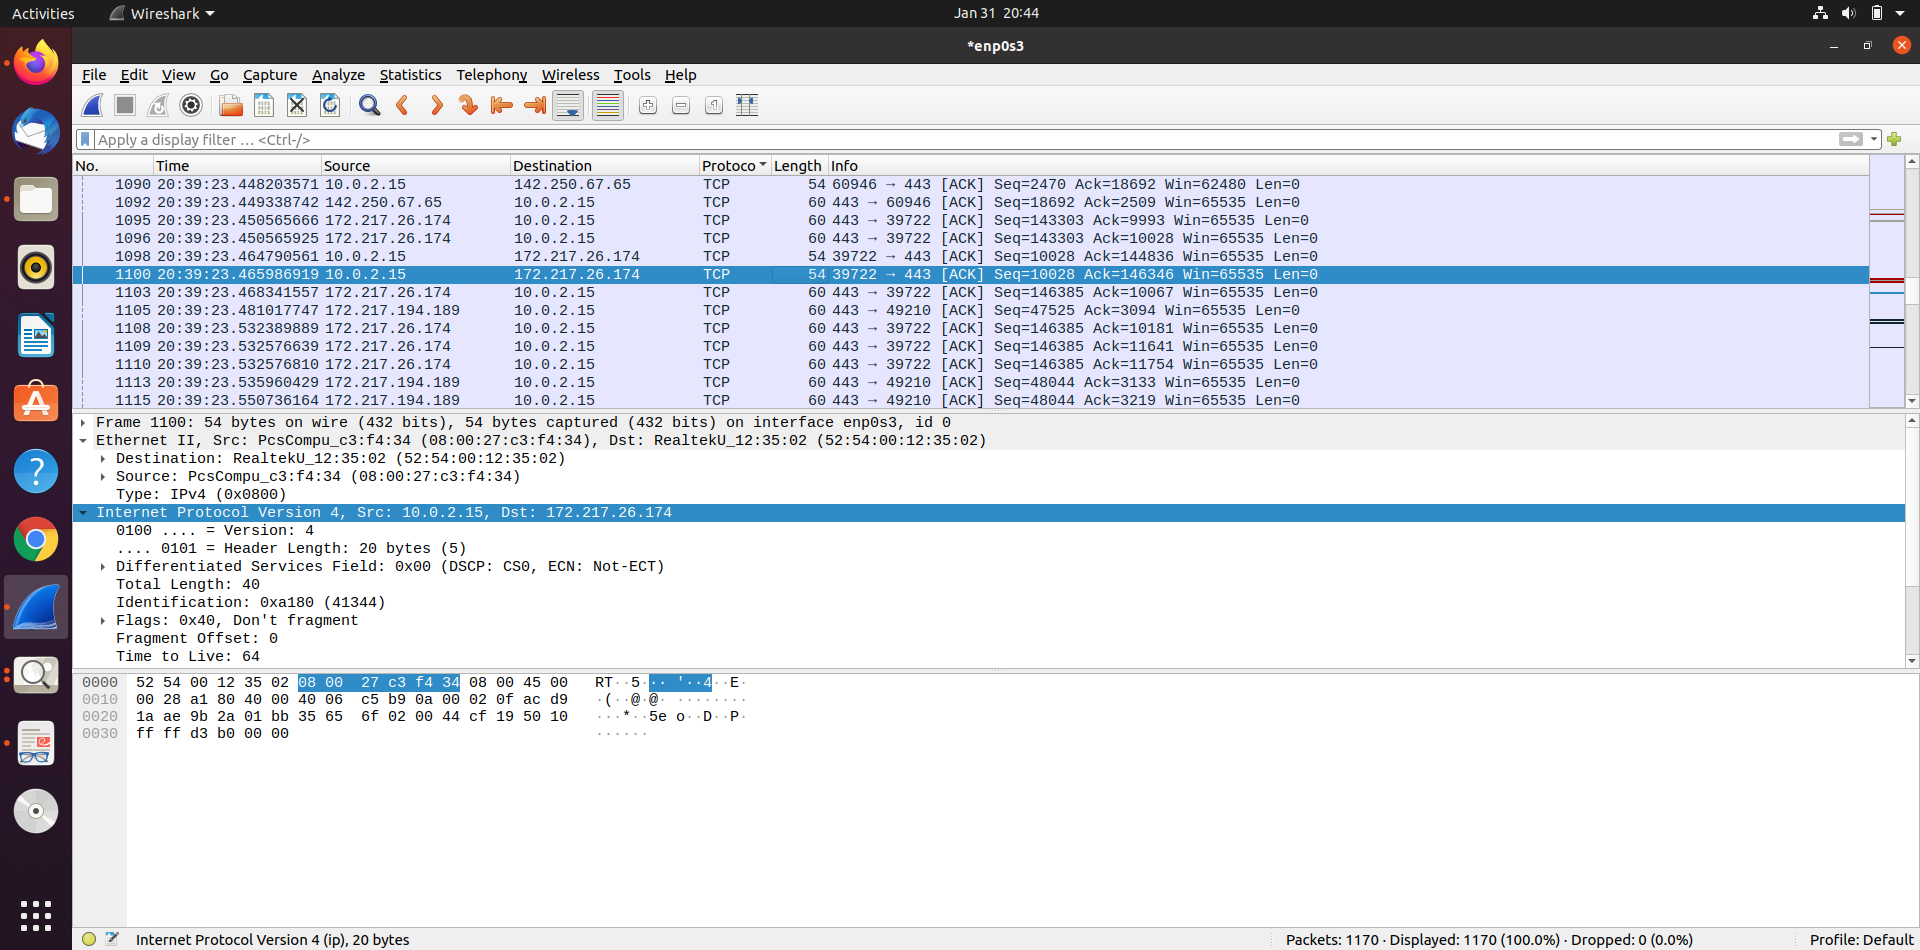 Activities Wireshark Jan 31 20:44
*enp0s3
File Edit View Go Capture Analyze Statistics Telephony Wireless Tools Help
Apply a display filter … <Ctrl-/>
No. Time Source Destination Protoco Length Info
1090 20:39:23.448203571 10.0.2.15 142.250.67.65 TCP 54 60946 → 443 [ACK] Seq=2470 Ack=18692 Win=62480 Len=0
1092 20:39:23.449338742 142.250.67.65 10.0.2.15 TCP 60 443 → 60946 [ACK] Seq=18692 Ack=2509 Win=65535 Len=0
1095 20:39:23.450565666 172.217.26.174 10.0.2.15 TCP 60 443 → 39722 [ACK] Seq=143303 Ack=9993 Win=65535 Len=0
1096 20:39:23.450565925 172.217.26.174 10.0.2.15 TCP 60 443 → 39722 [ACK] Seq=143303 Ack=10028 Win=65535 Len=0
1098 20:39:23.464790561 10.0.2.15 172.217.26.174 TCP 54 39722 → 443 [ACK] Seq=10028 Ack=144836 Win=65535 Len=0
1100 20:39:23.465986919 10.0.2.15 172.217.26.174 TCP 54 39722 → 443 [ACK] Seq=10028 Ack=146346 Win=65535 Len=0
1103 20:39:23.468341557 172.217.26.174 10.0.2.15 TCP 60 443 → 39722 [ACK] Seq=146385 Ack=10067 Win=65535 Len=0
1105 20:39:23.481017747 172.217.194.189 10.0.2.15 TCP 60 443 → 49210 [ACK] Seq=47525 Ack=3094 Win=65535 Len=0
1108 20:39:23.532389889 172.217.26.174 10.0.2.15 TCP 60 443 → 39722 [ACK] Seq=146385 Ack=10181 Win=65535 Len=0
1109 20:39:23.532576639 172.217.26.174 10.0.2.15 TCP 60 443 → 39722 [ACK] Seq=146385 Ack=11641 Win=65535 Len=0
1110 20:39:23.532576810 172.217.26.174 10.0.2.15 TCP 60 443 → 39722 [ACK] Seq=146385 Ack=11754 Win=65535 Len=0
1113 20:39:23.535960429 172.217.194.189 10.0.2.15 TCP 60 443 → 49210 [ACK] Seq=48044 Ack=3133 Win=65535 Len=0
1115 20:39:23.550736164 172.217.194.189 10.0.2.15 TCP 60 443 → 49210 [ACK] Seq=48044 Ack=3219 Win=65535 Len=0
Frame 1100: 54 bytes on wire (432 bits), 54 bytes captured (432 bits) on interface enp0s3, id 0
Ethernet II, Src: PcsCompu_c3:f4:34 (08:00:27:c3:f4:34), Dst: RealtekU_12:35:02 (52:54:00:12:35:02)
Destination: RealtekU_12:35:02 (52:54:00:12:35:02)
Source: PcsCompu_c3:f4:34 (08:00:27:c3:f4:34)
Type: IPv4 (0x0800)
Internet Protocol Version 4, Src: 10.0.2.15, Dst: 172.217.26.174
0100 .... = Version: 4
.... 0101 = Header Length: 20 bytes (5)
Differentiated Services Field: 0x00 (DSCP: CS0, ECN: Not-ECT)
Total Length: 40
Identification: 0xa180 (41344)
Flags: 0x40, Don't fragment
Fragment Offset: 0
Time to Live: 64
0000 52 54 00 12 35 02 08 00 27 c3 f4 34 08 00 45 00 RT··5··· '··4··E·
0010 00 28 a1 80 40 00 40 06 c5 b9 0a 00 02 0f ac d9 ·(··@·@· ········
0020 1a ae 9b 2a 01 bb 35 65 6f 02 00 44 cf 19 50 10 ···*··5e o··D··P·
0030 ff ff d3 b0 00 00 ······
Internet Protocol Version 4 (ip), 20 bytes Packets: 1170 · Displayed: 1170 (100.0%) · Dropped: 0 (0.0%) Profile: Default